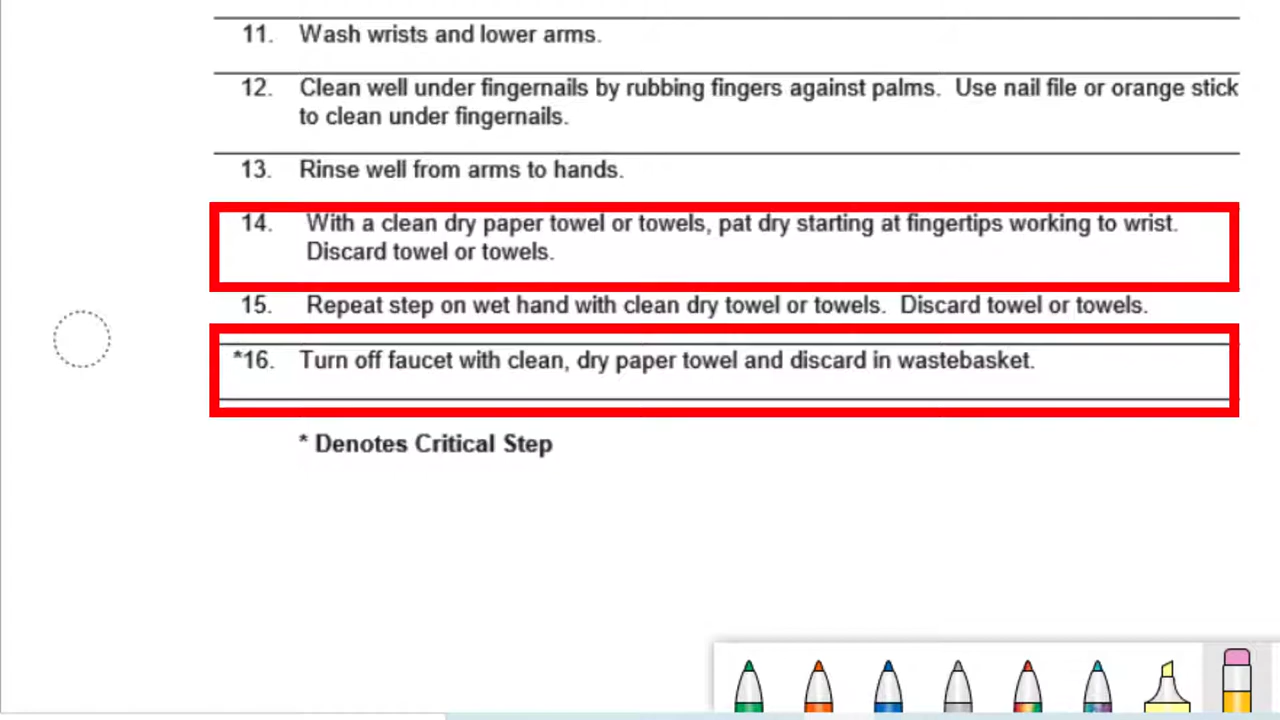 11. Wash wrists and lower arms.
12. Clean well under fingernails by rubbing fingers against palms. Use nail file or orange stick
to clean under fingernails.
13. Rinse well from arms to hands.
14. With a clean dry paper towel or towels, pat dry starting at fingertips working to wrist.
Discard towel or towels.
15. Repeat step on wet hand with clean dry towel or towels. Discard towel or towels.
*16. Turn off faucet with clean, dry paper towel and discard in wastebasket.
* Denotes Critical Step